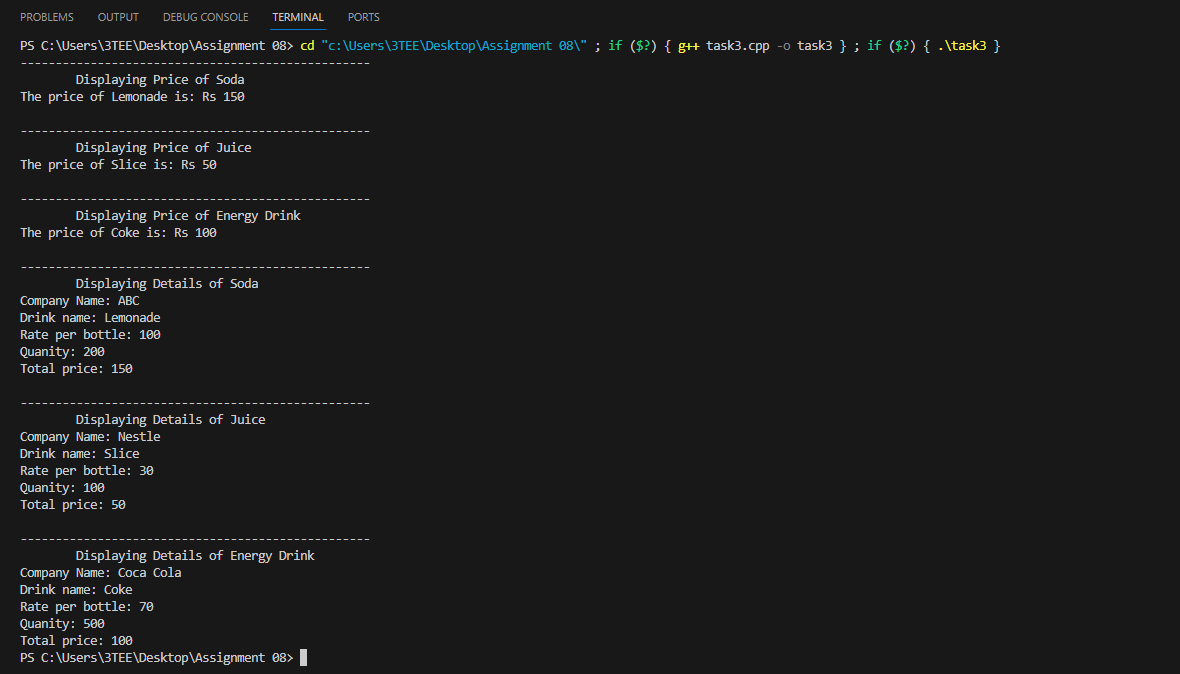 PROBLEMS OUTPUT DEBUG CONSOLE TERMINAL PORTS
PS C:\Users\3TEE\Desktop\Assignment 08> cd "c:\Users\3TEE\Desktop\Assignment 08\" ; if ($?) { g++ task3.cpp -o task3 } ; if ($?) { .\task3 }
--------------------------------------------------
Displaying Price of Soda
The price of Lemonade is: Rs 150
--------------------------------------------------
Displaying Price of Juice
The price of Slice is: Rs 50
--------------------------------------------------
Displaying Price of Energy Drink
The price of Coke is: Rs 100
--------------------------------------------------
Displaying Details of Soda
Company Name: ABC
Drink name: Lemonade
Rate per bottle: 100
Quanity: 200
Total price: 150
--------------------------------------------------
Displaying Details of Juice
Company Name: Nestle
Drink name: Slice
Rate per bottle: 30
Quanity: 100
Total price: 50
--------------------------------------------------
Displaying Details of Energy Drink
Company Name: Coca Cola
Drink name: Coke
Rate per bottle: 70
Quanity: 500
Total price: 100
PS C:\Users\3TEE\Desktop\Assignment 08>